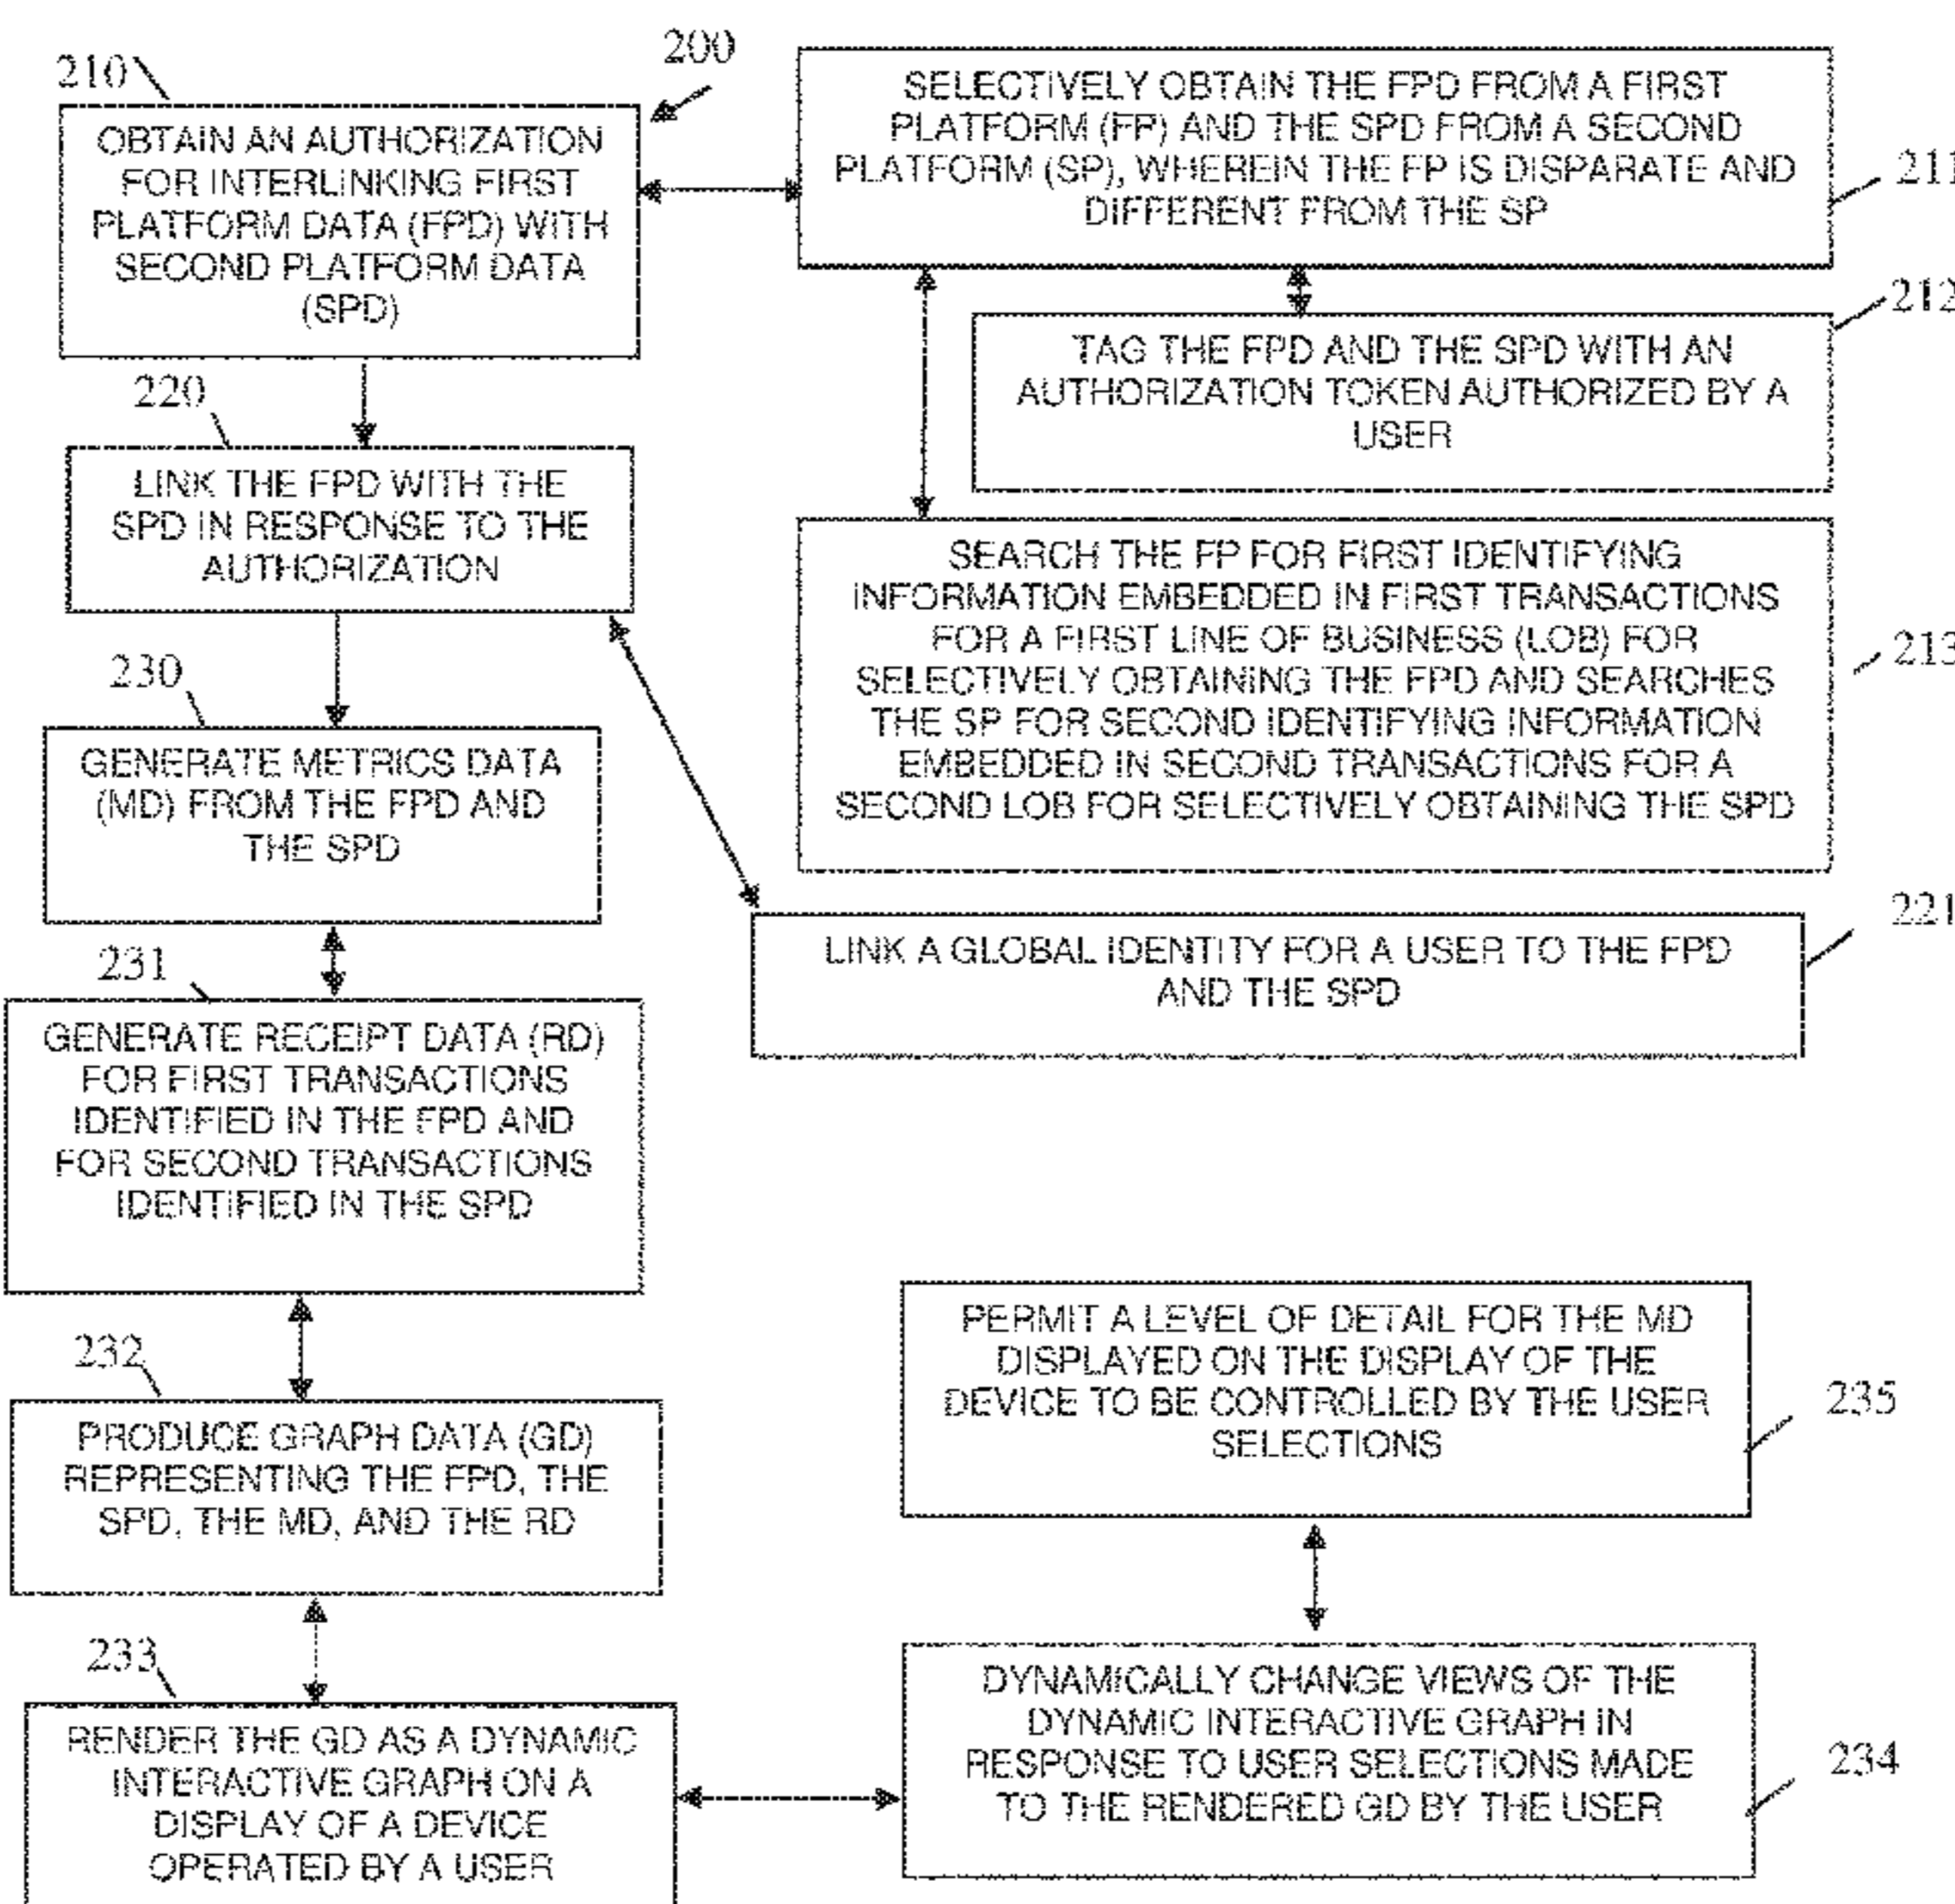 200
210
OBTAIN AN AUTHORIZATION
FOR INTERLINKING FIRST
PLATFORM DATA (FPD) WITH
SECOND PLATFORM DATA
(SPD)
SELECTIVELY OBTAIN THE FPD FROM A FIRST
PLATFORM (FP) AND THE SPD FROM A SECOND
PLATFORM (SP), WHEREIN THE FP IS DISPARATE AND
DIFFERENT FROM THE SP
211
212
TAG THE FPD AND THE SPD WITH AN
AUTHORIZATION TOKEN AUTHORIZED BY A
USER
220
LINK THE FPD WITH THE
SPD IN RESPONSE TO THE
AUTHORIZATION
SEARCH THE FP FOR FIRST IDENTIFYING
INFORMATION EMBEDDED IN FIRST TRANSACTIONS
FOR A FIRST LINE OF BUSINESS (LOB) FOR
SELECTIVELY OBTAINING THE FPD AND SEARCHES
THE SP FOR SECOND IDENTIFYING INFORMATION
EMBEDDED IN SECOND TRANSACTIONS FOR A
SECOND LOB FOR SELECTIVELY OBTAINING THE SPD
213
230
GENERATE METRICS DATA
(MD) FROM THE FPD AND
THE SPD
221
LINK A GLOBAL IDENTITY FOR A USER TO THE FPD
AND THE SPD
231
GENERATE RECEIPT DATA (RD)
FOR FIRST TRANSACTIONS
IDENTIFIED IN THE FPD AND
FOR SECOND TRANSACTIONS
IDENTIFIED IN THE SPD
232
PRODUCE GRAPH DATA (GD)
REPRESENTING THE FPD, THE
SPD, THE MD, AND THE RD
PERMIT A LEVEL OF DETAIL FOR THE MD
DISPLAYED ON THE DISPLAY OF THE
DEVICE TO BE CONTROLLED BY THE USER
SELECTIONS
235
233
RENDER THE GD AS A DYNAMIC
INTERACTIVE GRAPH ON A
DISPLAY OF A DEVICE
OPERATED BY A USER
DYNAMICALLY CHANGE VIEWS OF THE
DYNAMIC INTERACTIVE GRAPH IN
RESPONSE TO USER SELECTIONS MADE
TO THE RENDERED GD BY THE USER
234